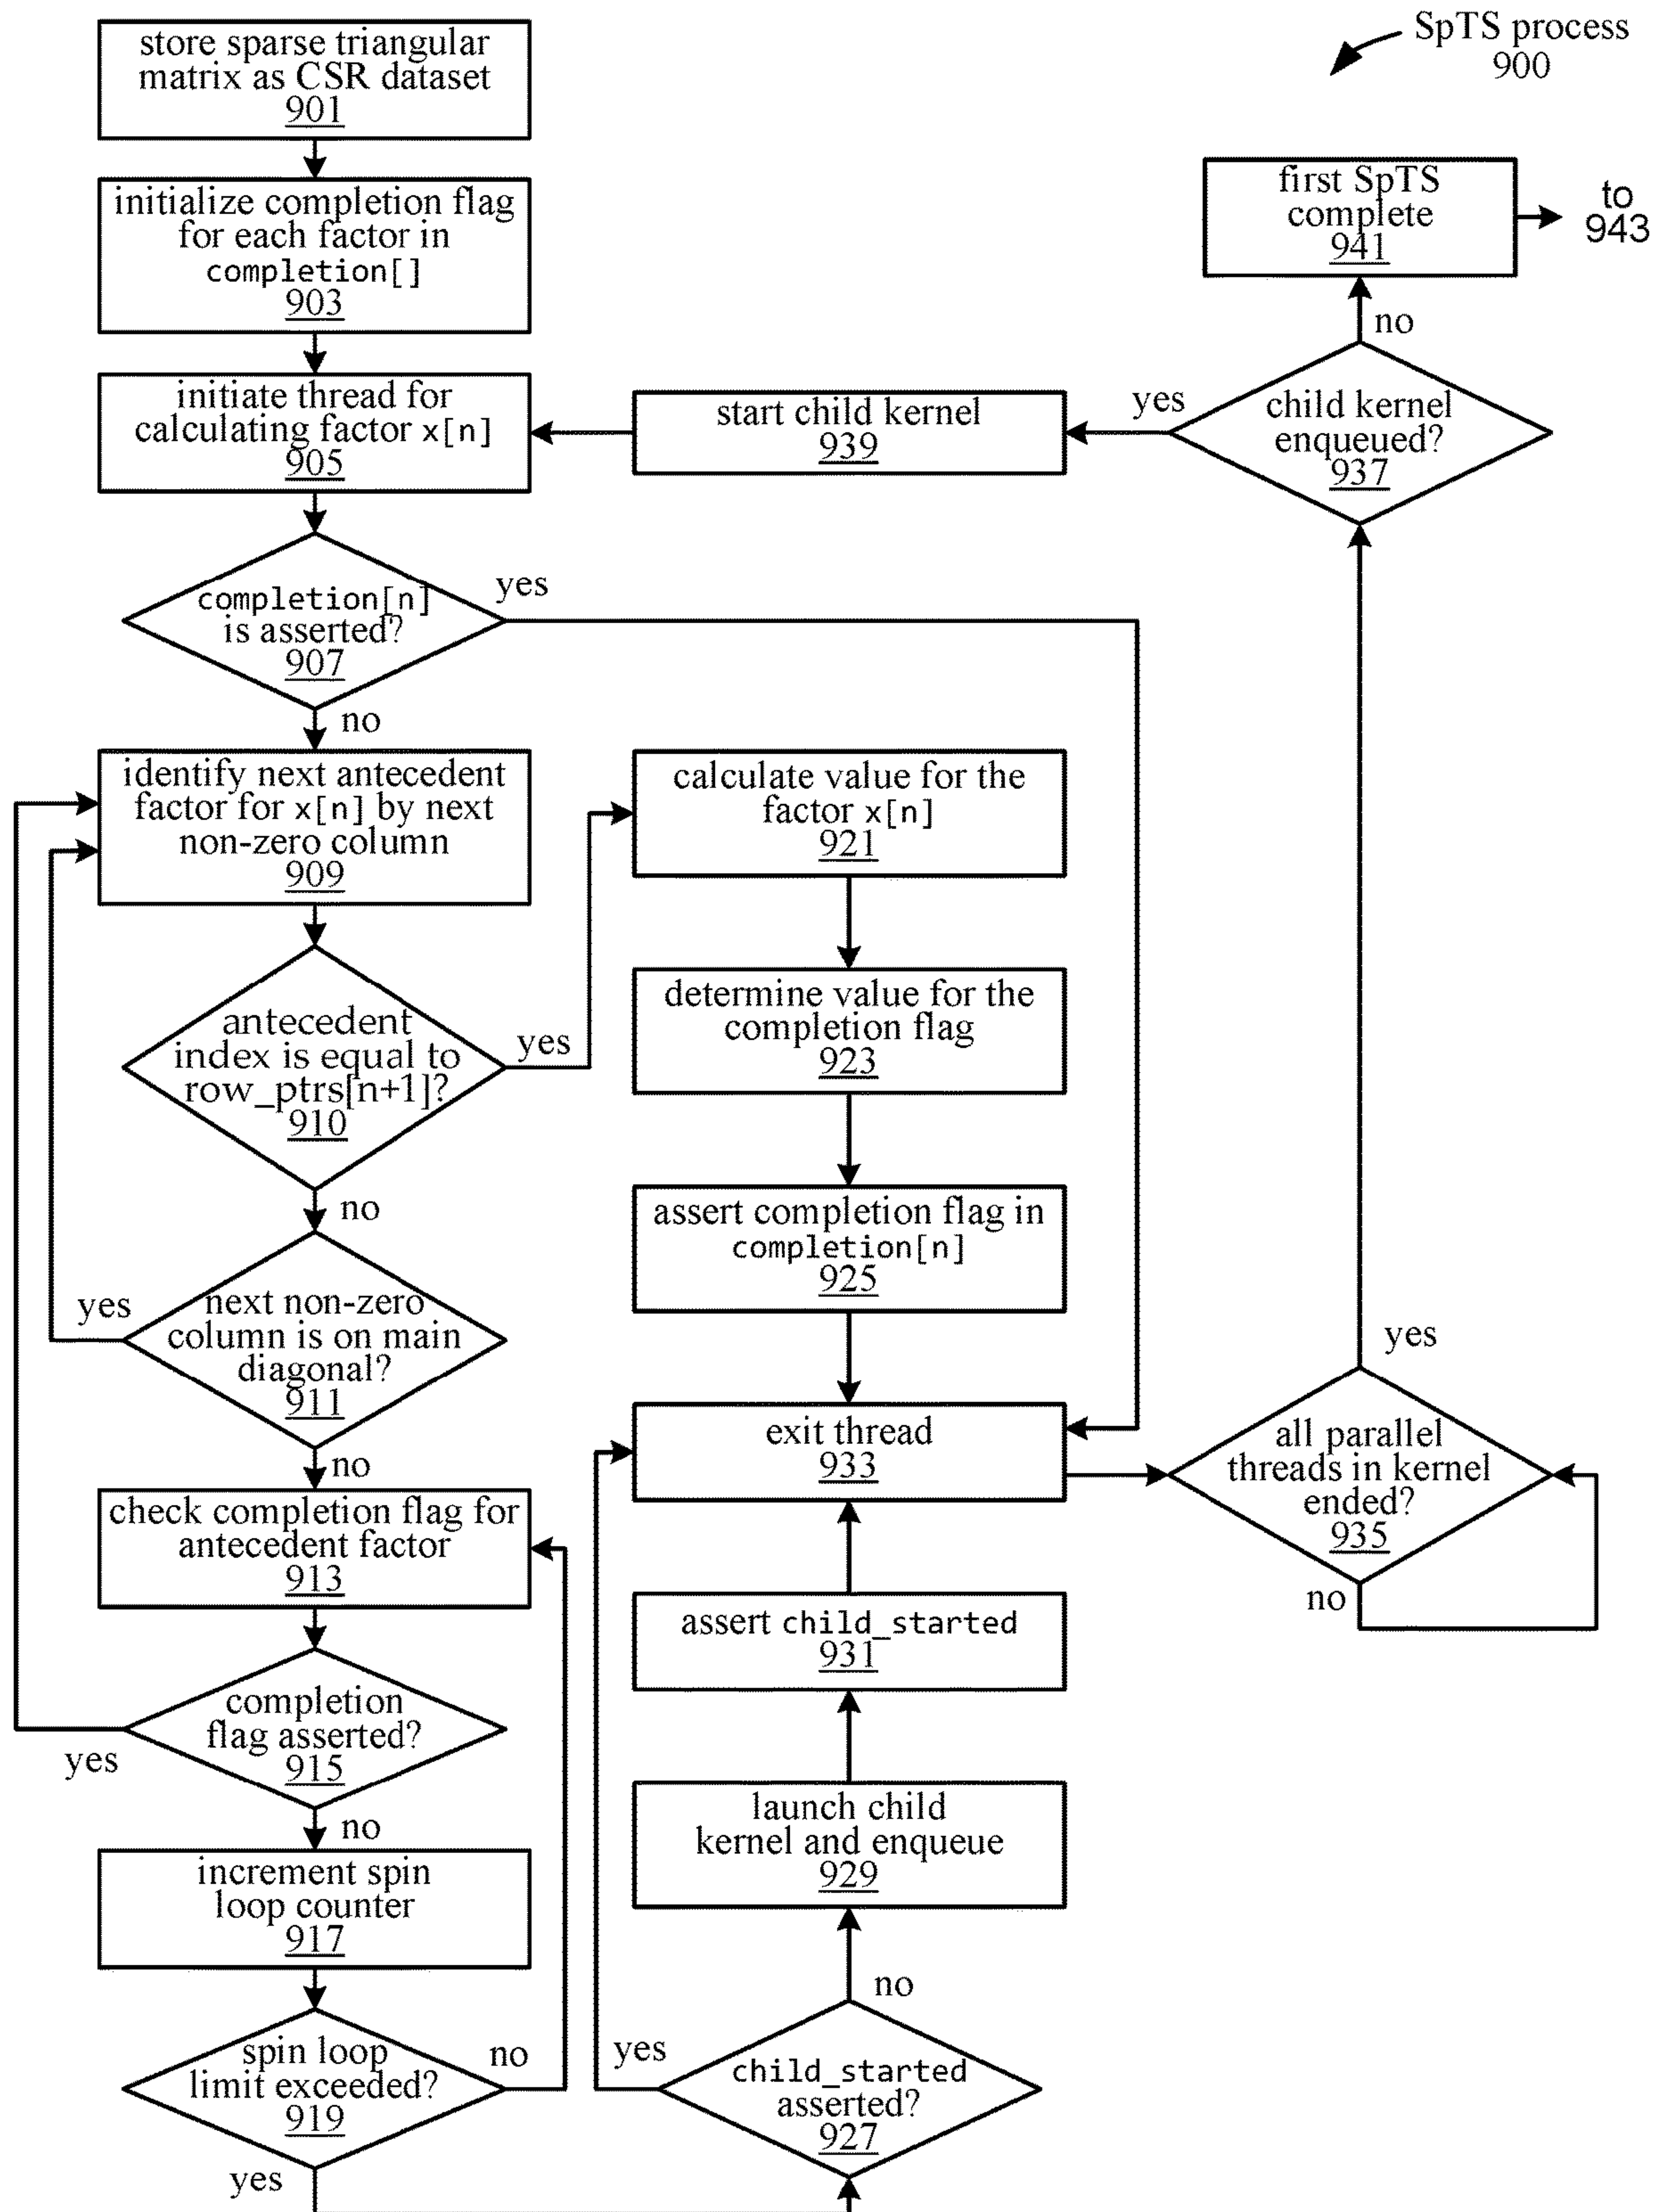 SpTS process
900
store sparse triangular
matrix as CSR dataset
901
initialize completion flag
for each factor in
completion[]
903
initiate thread for
calculating factor x[n]
905
start child kernel
939
yes
child kernel
enqueued?
937
no
first SpTS
complete
941
to
943
completion[n]
is asserted?
907
yes
no
identify next antecedent
factor for x[n] by next
non-zero column
909
antecedent
index is equal to
row_ptrs[n+1]?
910
yes
no
next non-zero
column is on main
diagonal?
911
yes
no
check completion flag for
antecedent factor
913
completion
flag asserted?
915
yes
no
increment spin
loop counter
917
spin loop
limit exceeded?
919
no
yes
calculate value for the
factor x[n]
921
determine value for the
completion flag
923
assert completion flag in
completion[n]
925
exit thread
933
assert child_started
931
launch child
kernel and enqueue
929
no
yes
child_started
asserted?
927
yes
all parallel
threads in kernel
ended?
935
no